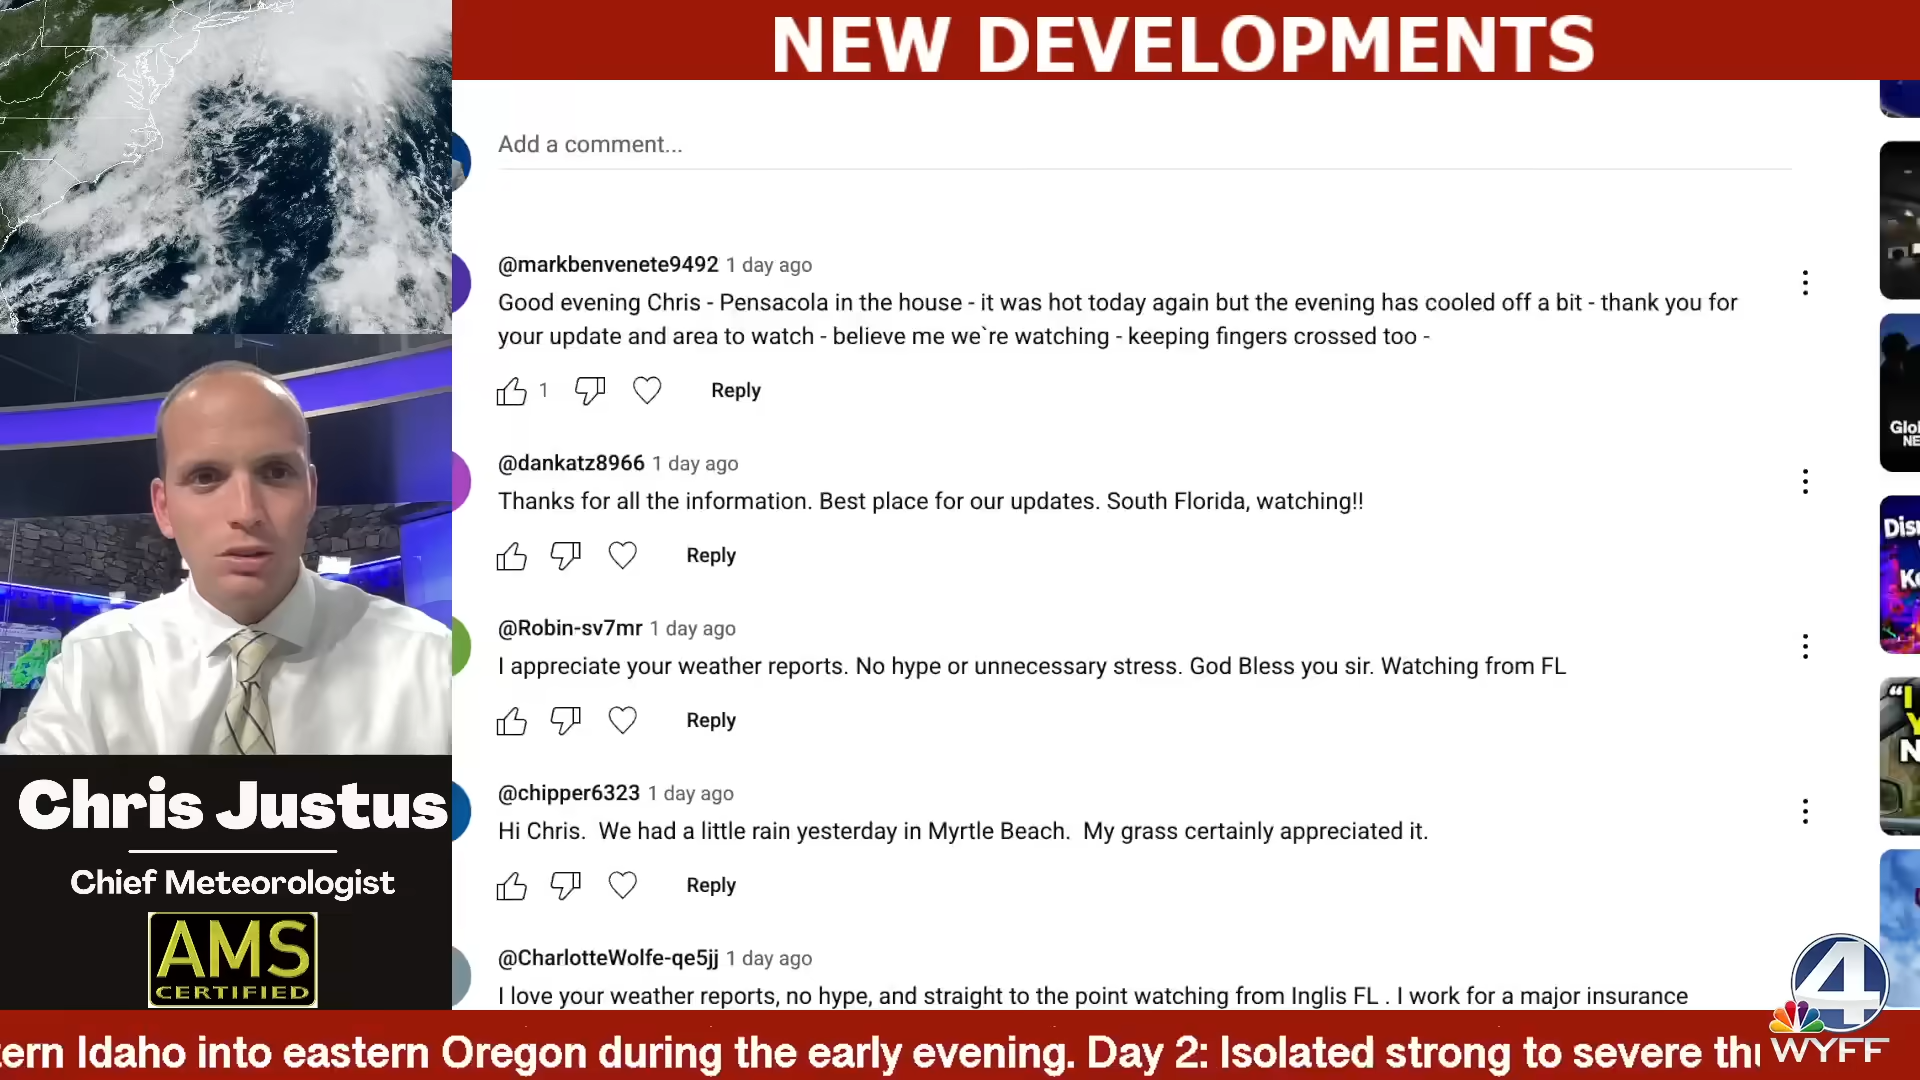 NEW DEVELOPMENTS
Add a comment...
@markbenvenete9492 1 day ago
Good evening Chris - Pensacola in the house - it was hot today again but the evening has cooled off a bit - thank you for
your update and area to watch - believe me we`re watching - keeping fingers crossed too -
1 Reply
@dankatz8966 1 day ago
Thanks for all the information. Best place for our updates. South Florida, watching!!
Reply
@Robin-sv7mr 1 day ago
I appreciate your weather reports. No hype or unnecessary stress. God Bless you sir. Watching from FL
Reply
@chipper6323 1 day ago
Hi Chris.  We had a little rain yesterday in Myrtle Beach.  My grass certainly appreciated it.
Reply
@CharlotteWolfe-qe5jj 1 day ago
I love your weather reports, no hype, and straight to the point watching from Inglis FL . I work for a major insurance
Chris Justus
Chief Meteorologist
AMS
CERTIFIED
4
WYFF
tern Idaho into eastern Oregon during the early evening. Day 2: Isolated strong to severe